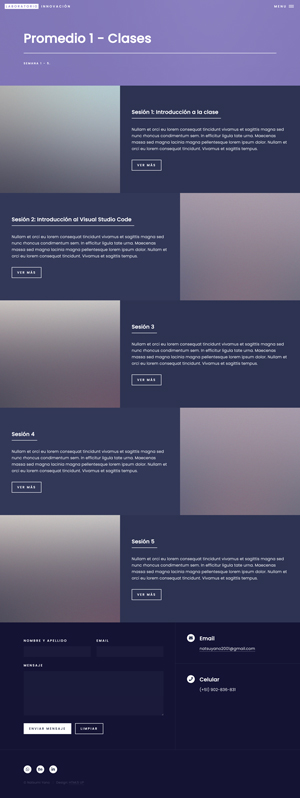 LABORATORIO INNOVACIÓN
MENU
Promedio 1 - Clases
SEMANA 1 - 5
Sesión 1: Introducción a la clase
Nullam et orci eu lorem consequat tincidunt vivamus et sagittis magna sed
nunc rhoncus condimentum sem. In efficitur ligula tate urna. Maecenas
massa sed magna lacinia magna pellentesque lorem ipsum dolor. Nullam et
orci eu lorem consequat tincidunt vivamus et sagittis tempus.
VER MÁS
Sesión 2: Introducción al Visual Studio Code
Nullam et orci eu lorem consequat tincidunt vivamus et sagittis magna sed
nunc rhoncus condimentum sem. In efficitur ligula tate urna. Maecenas
massa sed magna lacinia magna pellentesque lorem ipsum dolor. Nullam et
orci eu lorem consequat tincidunt vivamus et sagittis tempus.
VER MÁS
Sesión 3
Nullam et orci eu lorem consequat tincidunt vivamus et sagittis magna sed
nunc rhoncus condimentum sem. In efficitur ligula tate urna. Maecenas
massa sed magna lacinia magna pellentesque lorem ipsum dolor. Nullam et
orci eu lorem consequat tincidunt vivamus et sagittis tempus.
VER MÁS
Sesión 4
Nullam et orci eu lorem consequat tincidunt vivamus et sagittis magna sed
nunc rhoncus condimentum sem. In efficitur ligula tate urna. Maecenas
massa sed magna lacinia magna pellentesque lorem ipsum dolor. Nullam et
orci eu lorem consequat tincidunt vivamus et sagittis tempus.
VER MÁS
Sesión 5
Nullam et orci eu lorem consequat tincidunt vivamus et sagittis magna sed
nunc rhoncus condimentum sem. In efficitur ligula tate urna. Maecenas
massa sed magna lacinia magna pellentesque lorem ipsum dolor. Nullam et
orci eu lorem consequat tincidunt vivamus et sagittis tempus.
VER MÁS
NOMBRE Y APELLIDO
EMAIL
MENSAJE
ENVIAR MENSAJE
LIMPIAR
Email
Celular